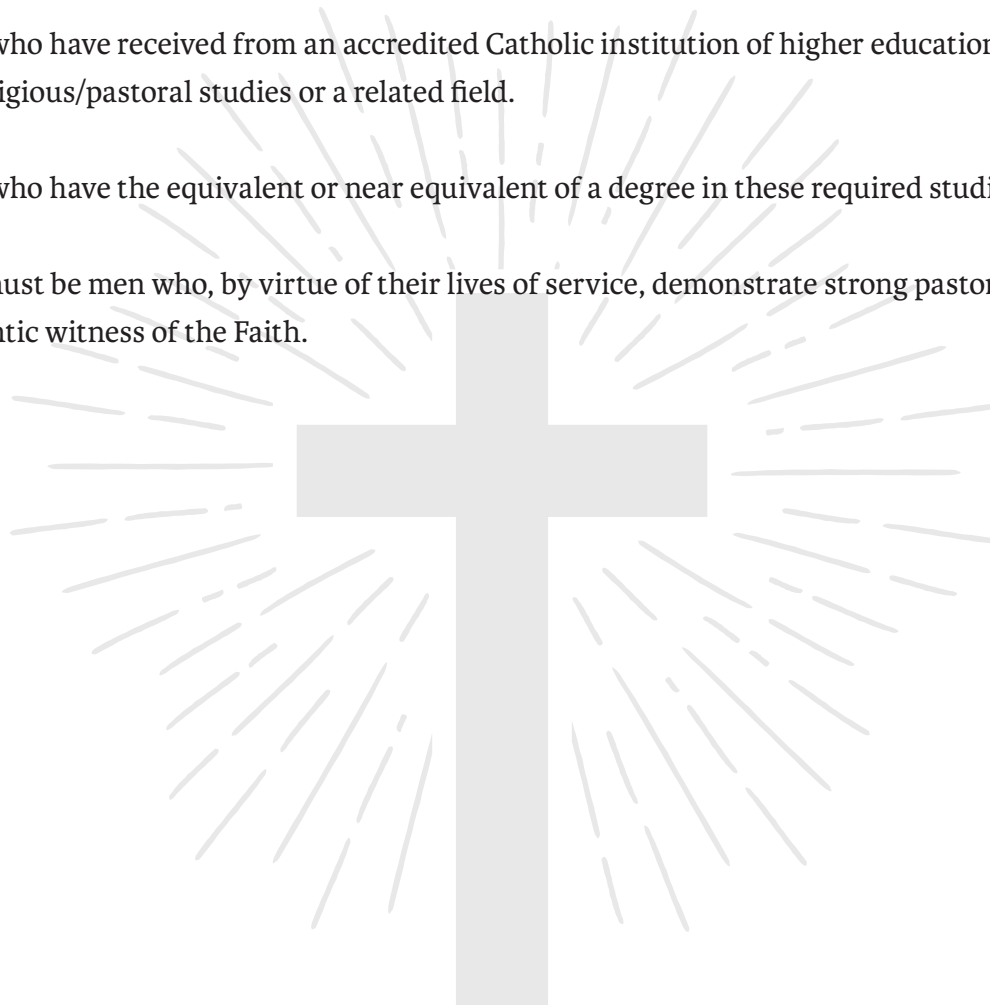 who have received from an accredited Catholic institution of higher education
igious/pastoral studies or a related field.
who have the equivalent or near equivalent of a degree in these required studi
ust be men who, by virtue of their lives of service, demonstrate strong pastor
ntic witness of the Faith.